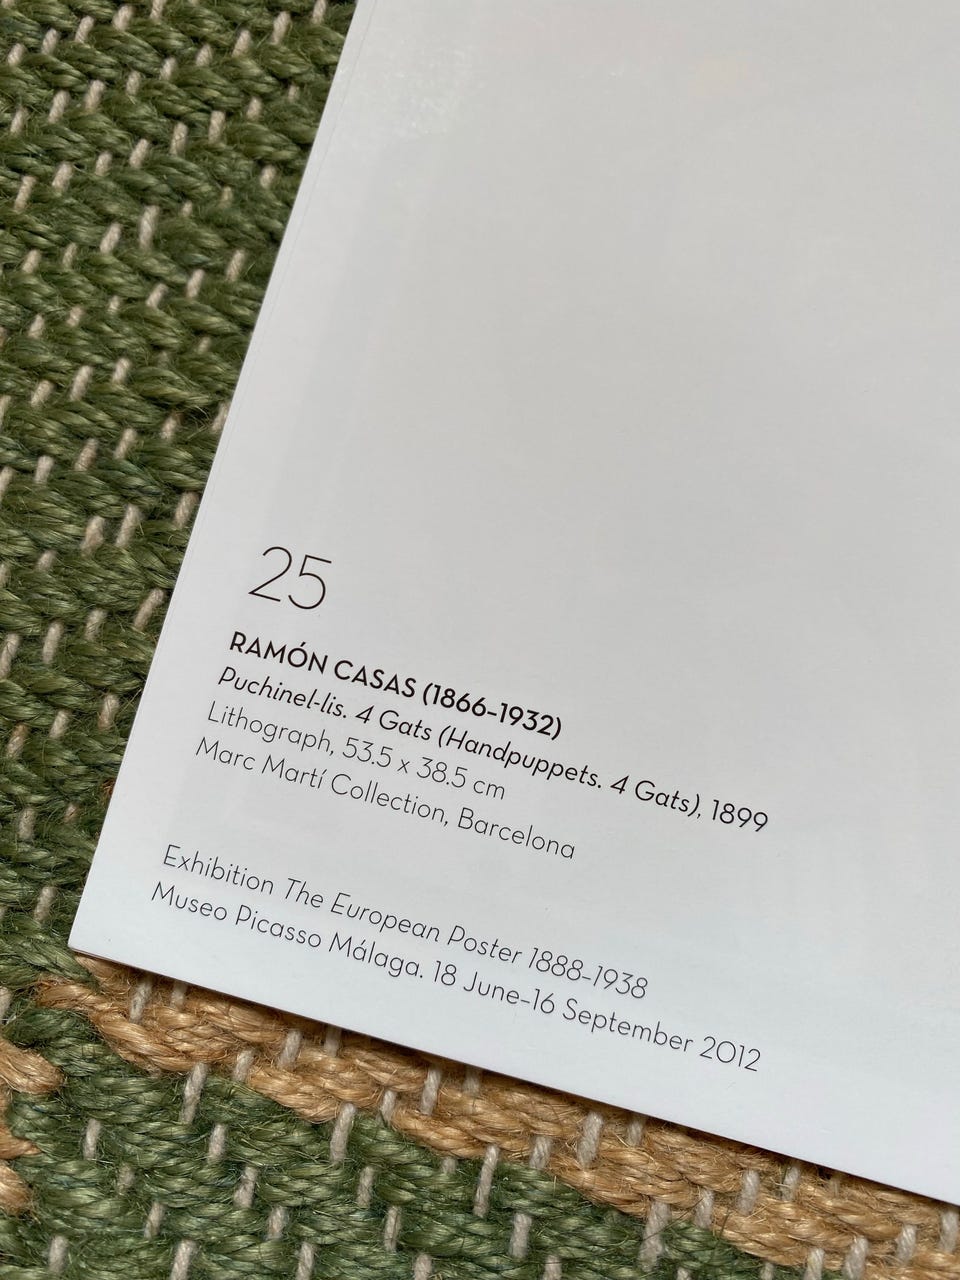 25
RAMÓN CASAS (1866-1932)
Puchinel-lis. 4 Gats (Handpuppets. 4 Gats), 1899
Lithograph, 53.5 x 38.5 cm
Marc Martí Collection, Barcelona
Exhibition The European Poster 1888-1938
Museo Picasso Málaga. 18 June-16 September 2012